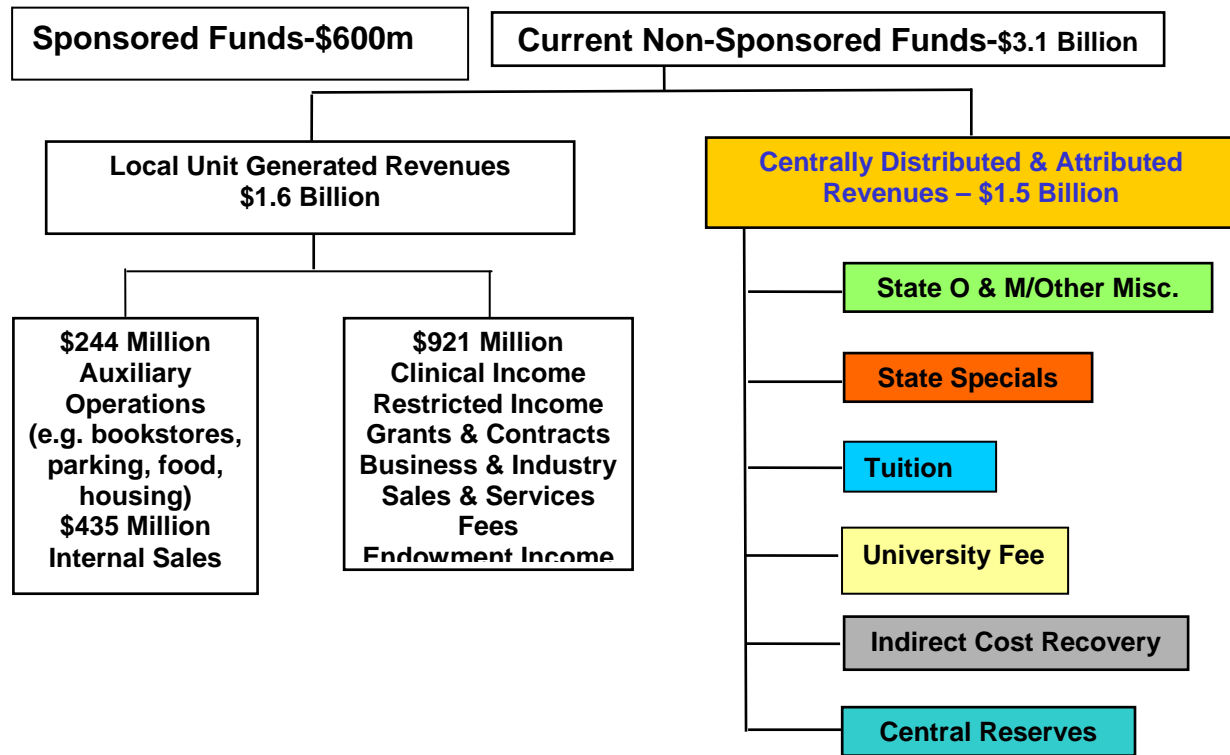 Sponsored Funds-$600m
Current Non-Sponsored Funds-$3.1 Billion
Local Unit Generated Revenues
$1.6 Billion
Centrally Distributed & Attributed
Revenues – $1.5 Billion
$244 Million
Auxiliary
Operations
(e.g. bookstores,
parking, food,
housing)
$435 Million
Internal Sales
$921 Million
Clinical Income
Restricted Income
Grants & Contracts
Business & Industry
Sales & Services
Fees
Endowment Income
State O & M/Other Misc.
State Specials
Tuition
University Fee
Indirect Cost Recovery
Central Reserves